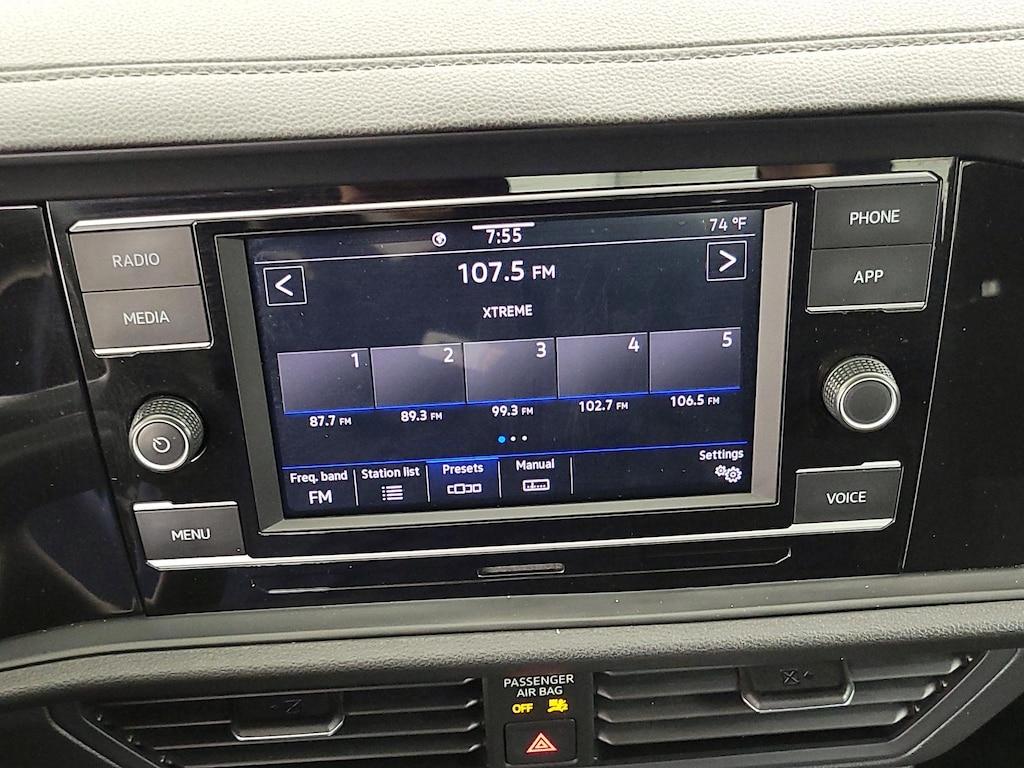 RADIO
MEDIA
MENU
7:55
74 °F
<
107.5 FM
>
XTREME
1
2
3
4
5
87.7 FM
89.3 FM
99.3 FM
102.7 FM
106.5 FM
Freq. band
FM
Station list
Presets
Manual
Settings
PHONE
APP
VOICE
PASSENGER
AIR BAG
OFF